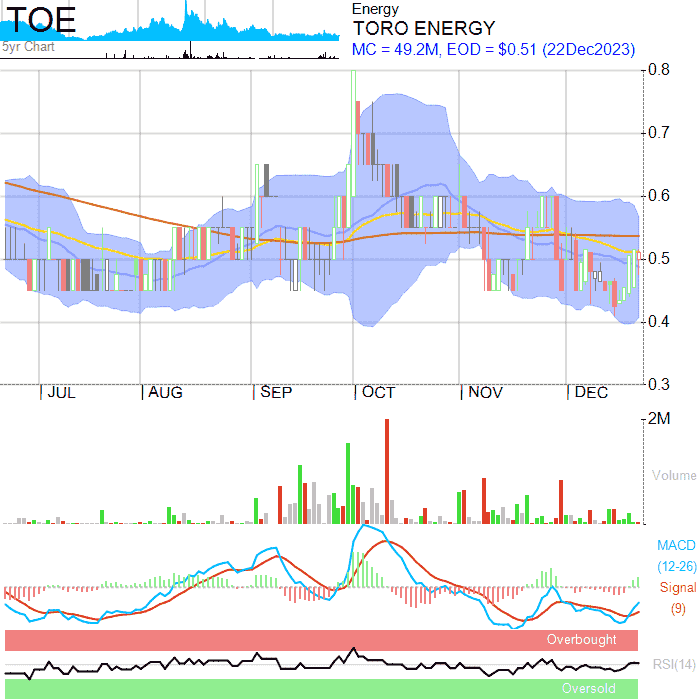 TOE
5yr Chart
Energy
TORO ENERGY
MC = 49.2M, EOD = $0.51 (22Dec2023)
0.8
0.7
0.6
0.5
0.4
0.3
JUL AUG SEP OCT NOV DEC
2M
Volume
MACD
(12-26)
Signal
(9)
Overbought
RSI(14)
Oversold